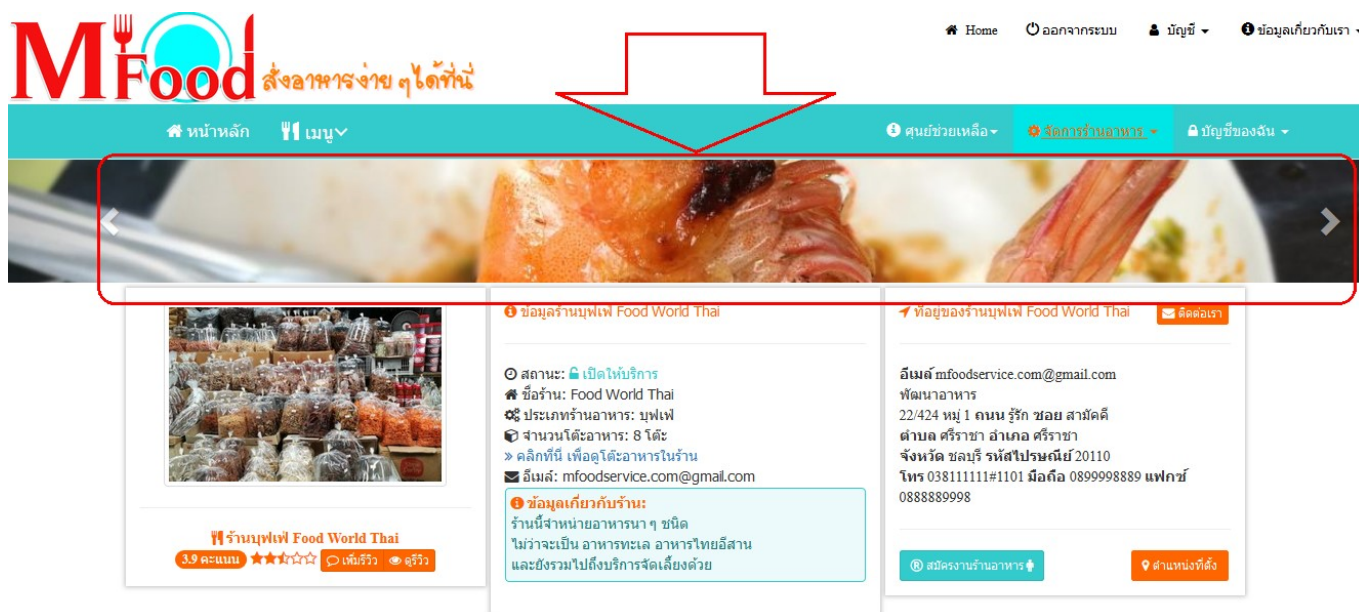 MFood สั่งอาหารง่าย ๆ ได้ที่นี่
Home ออกจากระบบ บัญชี ข้อมูลเกี่ยวกับเรา
หน้าหลัก เมนู ศูนย์ช่วยเหลือ จัดการร้านอาหาร บัญชีของฉัน
ร้านบุฟเฟ่ Food World Thai
3.9 คะแนน เพิ่มรีวิว ดูรีวิว
ข้อมูลร้านบุฟเฟ่ Food World Thai
สถานะ: เปิดให้บริการ
ชื่อร้าน: Food World Thai
ประเภทร้านอาหาร: บุฟเฟ่
จำนวนโต๊ะอาหาร: 8 โต๊ะ
» คลิกที่นี่ เพื่อดูโต๊ะอาหารในร้าน
อีเมล์: mfoodservice.com@gmail.com
ข้อมูลเกี่ยวกับร้าน:
ร้านนี้จำหน่ายอาหารนา ๆ ชนิด
ไม่ว่าจะเป็น อาหารทะเล อาหารไทยอีสาน
และยังรวมไปถึงบริการจัดเลี้ยงด้วย
ที่อยู่ของร้านบุฟเฟ่ Food World Thai ติดต่อเรา
อีเมล์ mfoodservice.com@gmail.com
พัฒนาอาหาร
22/424 หมู่ 1 ถนน รู้รัก ซอย สามัคคี
ตำบล ศรีราชา อำเภอ ศรีราชา
จังหวัด ชลบุรี รหัสไปรษณีย์ 20110
โทร 038111111#1101 มือถือ 0899998889 แฟกซ์
0888889998
® สมัครงานร้านอาหาร ตำแหน่งที่ตั้ง